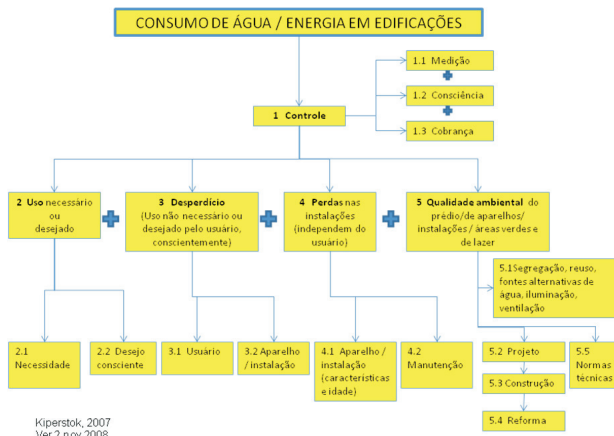 CONSUMO DE ÁGUA / ENERGIA EM EDIFICAÇÕES
1.1 Medição
1.2 Consciência
1.3 Cobrança
1 Controle
2 Uso necessário
ou
desejado
3 Desperdício
(Uso não necessário ou
desejado pelo usuário,
conscientemente)
4 Perdas nas
instalações
(independem do
usuário)
5 Qualidade ambiental do
prédio/de aparelhos/
instalações / áreas verdes e
de lazer
5.1Segregação, reuso,
fontes alternativas de
água, iluminação,
ventilação
2.1
Necessidade
2.2 Desejo
consciente
3.1 Usuário
3.2 Aparelho
/ instalação
4.1 Aparelho /
instalação
(características
e idade)
4.2
Manutenção
5.2 Projeto
5.3 Construção
5.4 Reforma
5.5
Normas
técnicas
Kiperstok, 2007
Ver 2 nov 2008